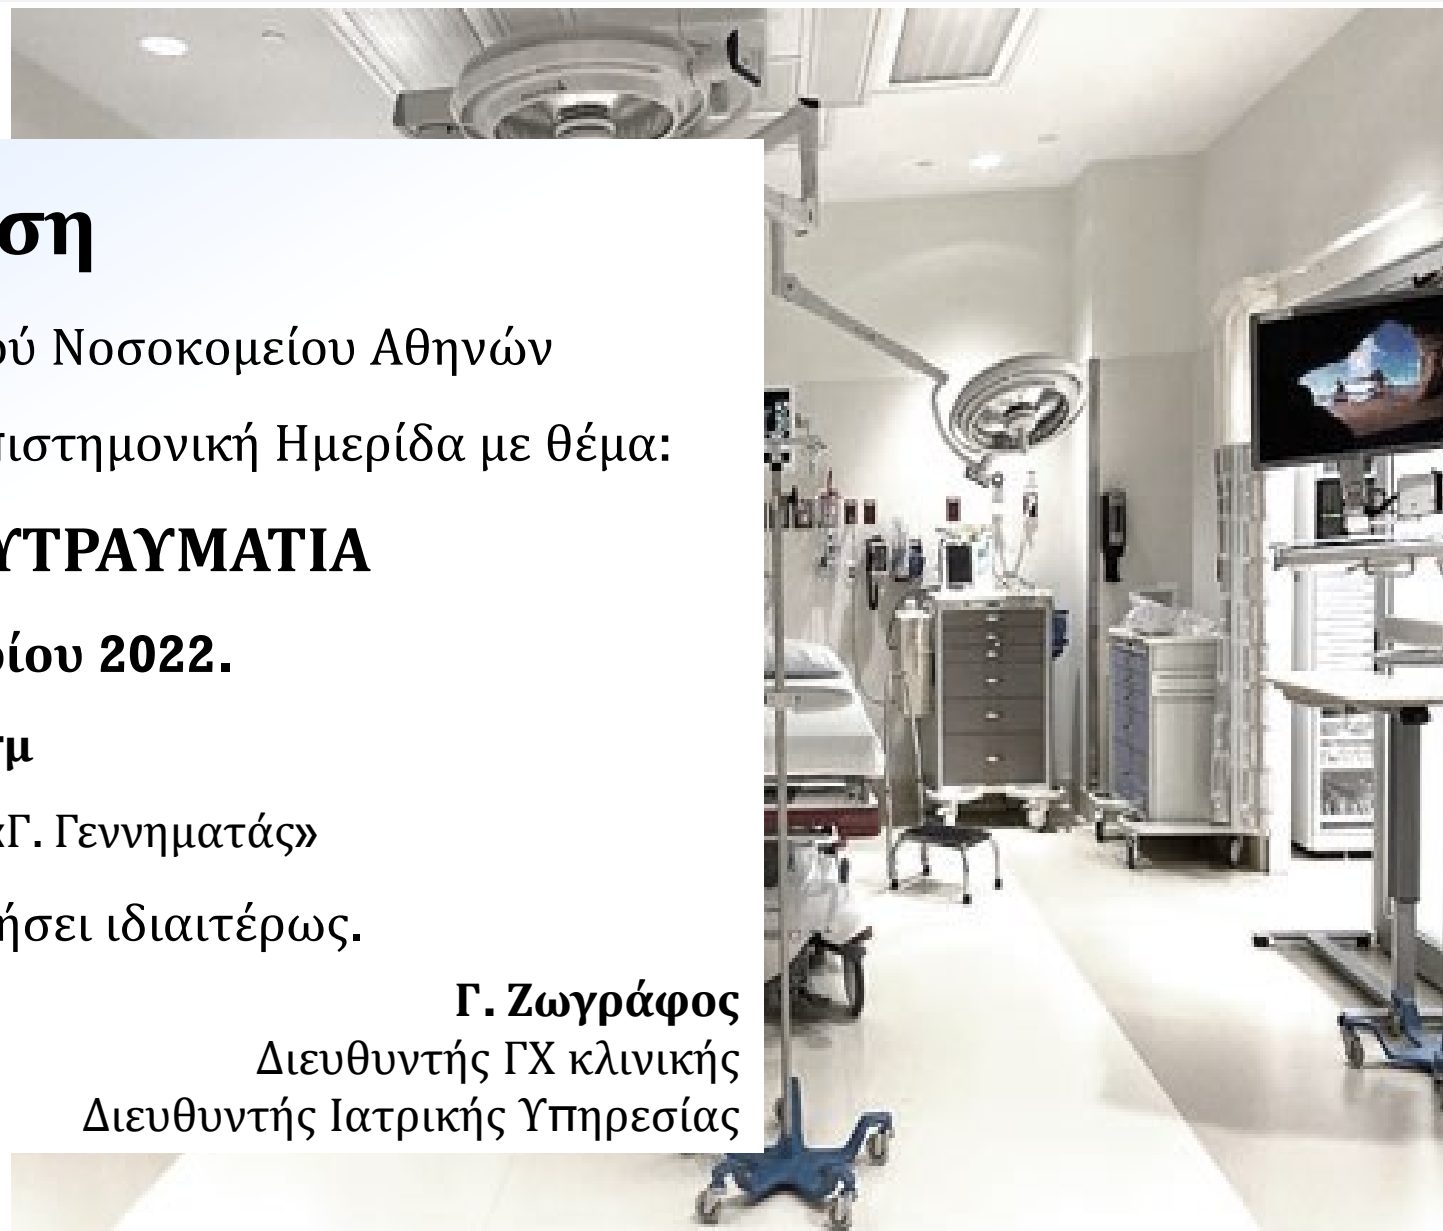 ση
ού Νοσοκομείου Αθηνών
πιστημονική Ημερίδα με θέμα:
ΥΤΡΑΥΜΑΤΙΑ
ρίου 2022.
μ
«Γ. Γεννηματάς»
ήσει ιδιαιτέρως.
Γ. Ζωγράφος
Διευθυντής ΓΧ κλινικής
Διευθυντής Ιατρικής Υπηρεσίας